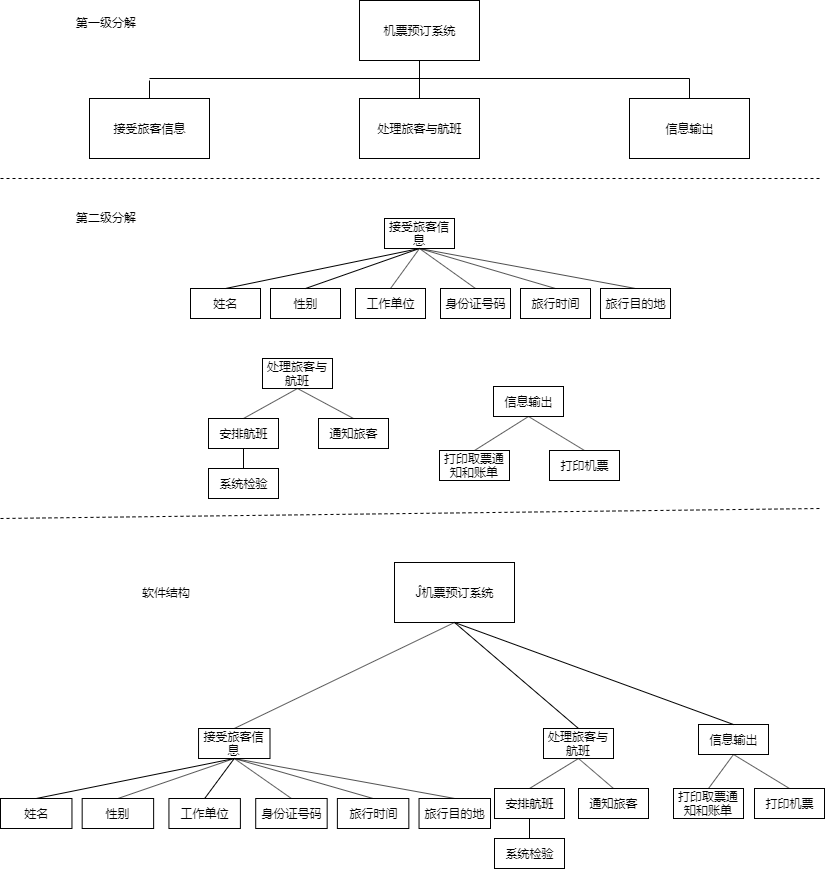 第一级分解
机票预订系统
接受旅客信息
处理旅客与航班
信息输出
第二级分解
接受旅客信
息
姓名
性别
工作单位
身份证号码
旅行时间
旅行目的地
处理旅客与
航班
信息输出
安排航班
通知旅客
打印取票通
知和账单
打印机票
系统检验
软件结构
Ĵ机票预订系统
接受旅客信
息
处理旅客与
航班
信息输出
姓名
性别
工作单位
身份证号码
旅行时间
旅行目的地
安排航班
通知旅客
打印取票通
知和账单
打印机票
系统检验